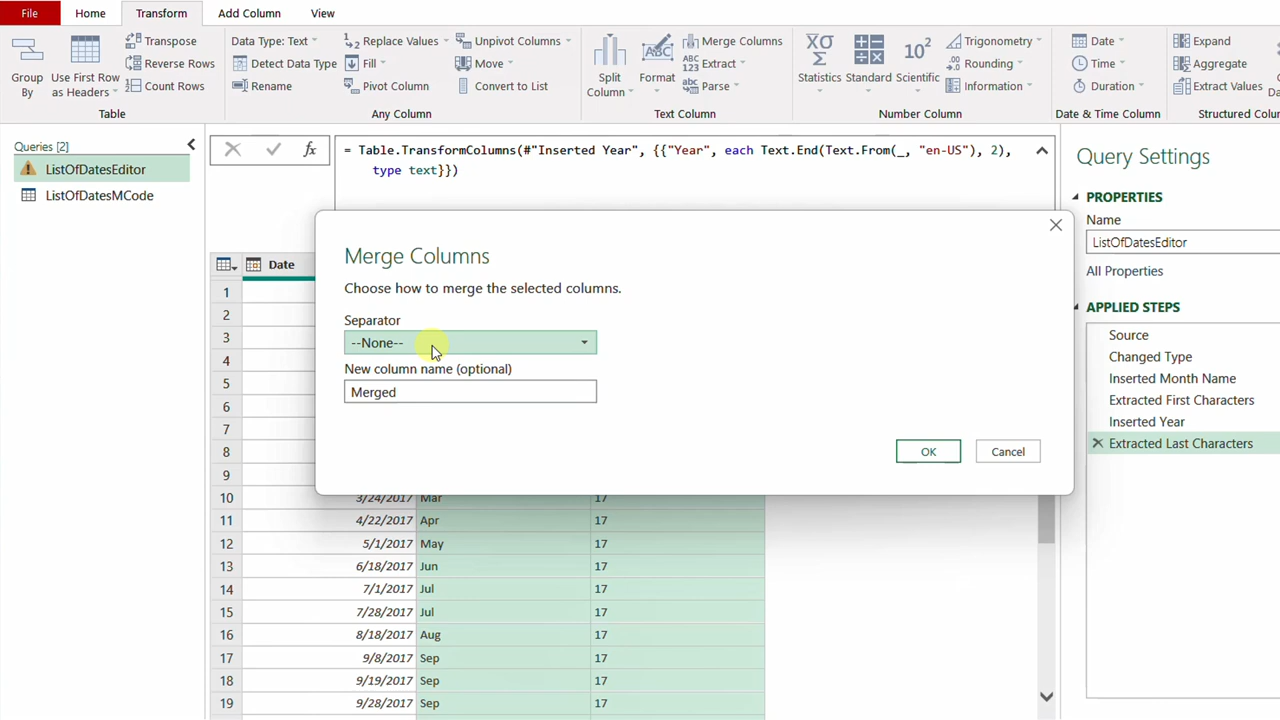 File Home Transform Add Column View
Group By
Use First Row as Headers
Transpose
Reverse Rows
Count Rows
Table
Data Type: Text
Detect Data Type
Rename
Replace Values
Fill
Pivot Column
Unpivot Columns
Move
Convert to List
Any Column
Split Column
Format
ABC
Merge Columns
ABC 123 Extract
abc Parse
Text Column
XσΣ Statistics
Standard
10² Scientific
Trigonometry
.00 Rounding
Information
Number Column
Date
Time
Duration
Date & Time Column
Expand
Aggregate
Extract Values
Structured Colu
Da
Queries [2]
ListOfDatesEditor
ListOfDatesMCode
fx
= Table.TransformColumns(#"Inserted Year", {{"Year", each Text.End(Text.From(_, "en-US"), 2),
type text}})
Merge Columns
Choose how to merge the selected columns.
Separator
--None--
New column name (optional)
Merged
OK Cancel
Date
1
2
3
4
5
6
7
8
9
10 3/24/2017 Mar 17
11 4/22/2017 Apr 17
12 5/1/2017 May 17
13 6/18/2017 Jun 17
14 7/1/2017 Jul 17
15 7/28/2017 Jul 17
16 8/18/2017 Aug 17
17 9/8/2017 Sep 17
18 9/19/2017 Sep 17
19 9/28/2017 Sep 17
Query Settings
PROPERTIES
Name
ListOfDatesEditor
All Properties
APPLIED STEPS
Source
Changed Type
Inserted Month Name
Extracted First Characters
Inserted Year
Extracted Last Characters